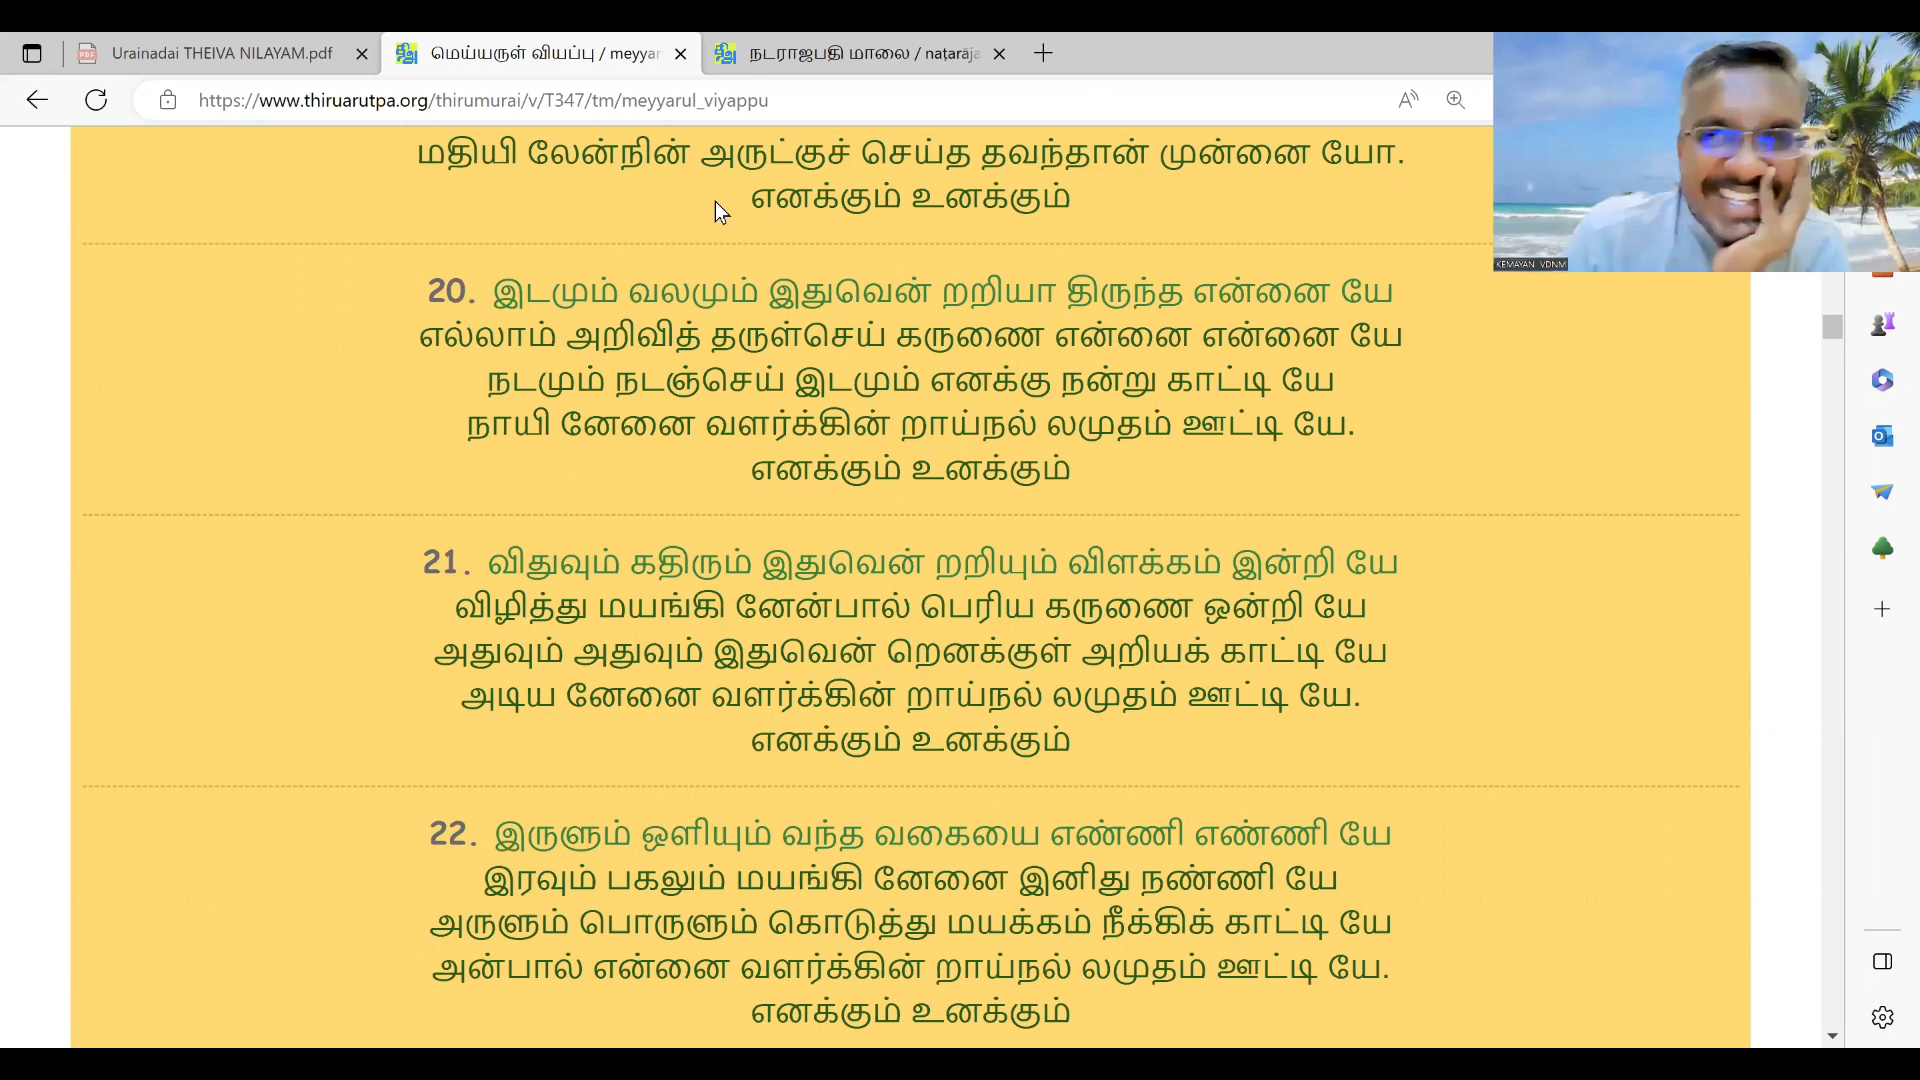 Urainadai THEIVA NILAYAM.pdf
மெய்யருள் வியப்பு / meyyar
நடராஜபதி மாலை / naṭarāja
https://www.thiruarutpa.org/thirumurai/v/T347/tm/meyyarul_viyappu
KEMAYAN VDNM
மதியி லேன்நின் அருட்குச் செய்த தவந்தான் முன்னை யோ.
எனக்கும் உனக்கும்
20. இடமும் வலமும் இதுவென் றறியா திருந்த என்னை யே
எல்லாம் அறிவித் தருள்செய் கருணை என்னை என்னை யே
நடமும் நடஞ்செய் இடமும் எனக்கு நன்று காட்டி யே
நாயி னேனை வளர்க்கின் றாய்நல் லமுதம் ஊட்டி யே.
எனக்கும் உனக்கும்
21. விதுவும் கதிரும் இதுவென் றறியும் விளக்கம் இன்றி யே
விழித்து மயங்கி னேன்பால் பெரிய கருணை ஒன்றி யே
அதுவும் அதுவும் இதுவென் றெனக்குள் அறியக் காட்டி யே
அடிய னேனை வளர்க்கின் றாய்நல் லமுதம் ஊட்டி யே.
எனக்கும் உனக்கும்
22. இருளும் ஒளியும் வந்த வகையை எண்ணி எண்ணி யே
இரவும் பகலும் மயங்கி னேனை இனிது நண்ணி யே
அருளும் பொருளும் கொடுத்து மயக்கம் நீக்கிக் காட்டி யே
அன்பால் என்னை வளர்க்கின் றாய்நல் லமுதம் ஊட்டி யே.
எனக்கும் உனக்கும்